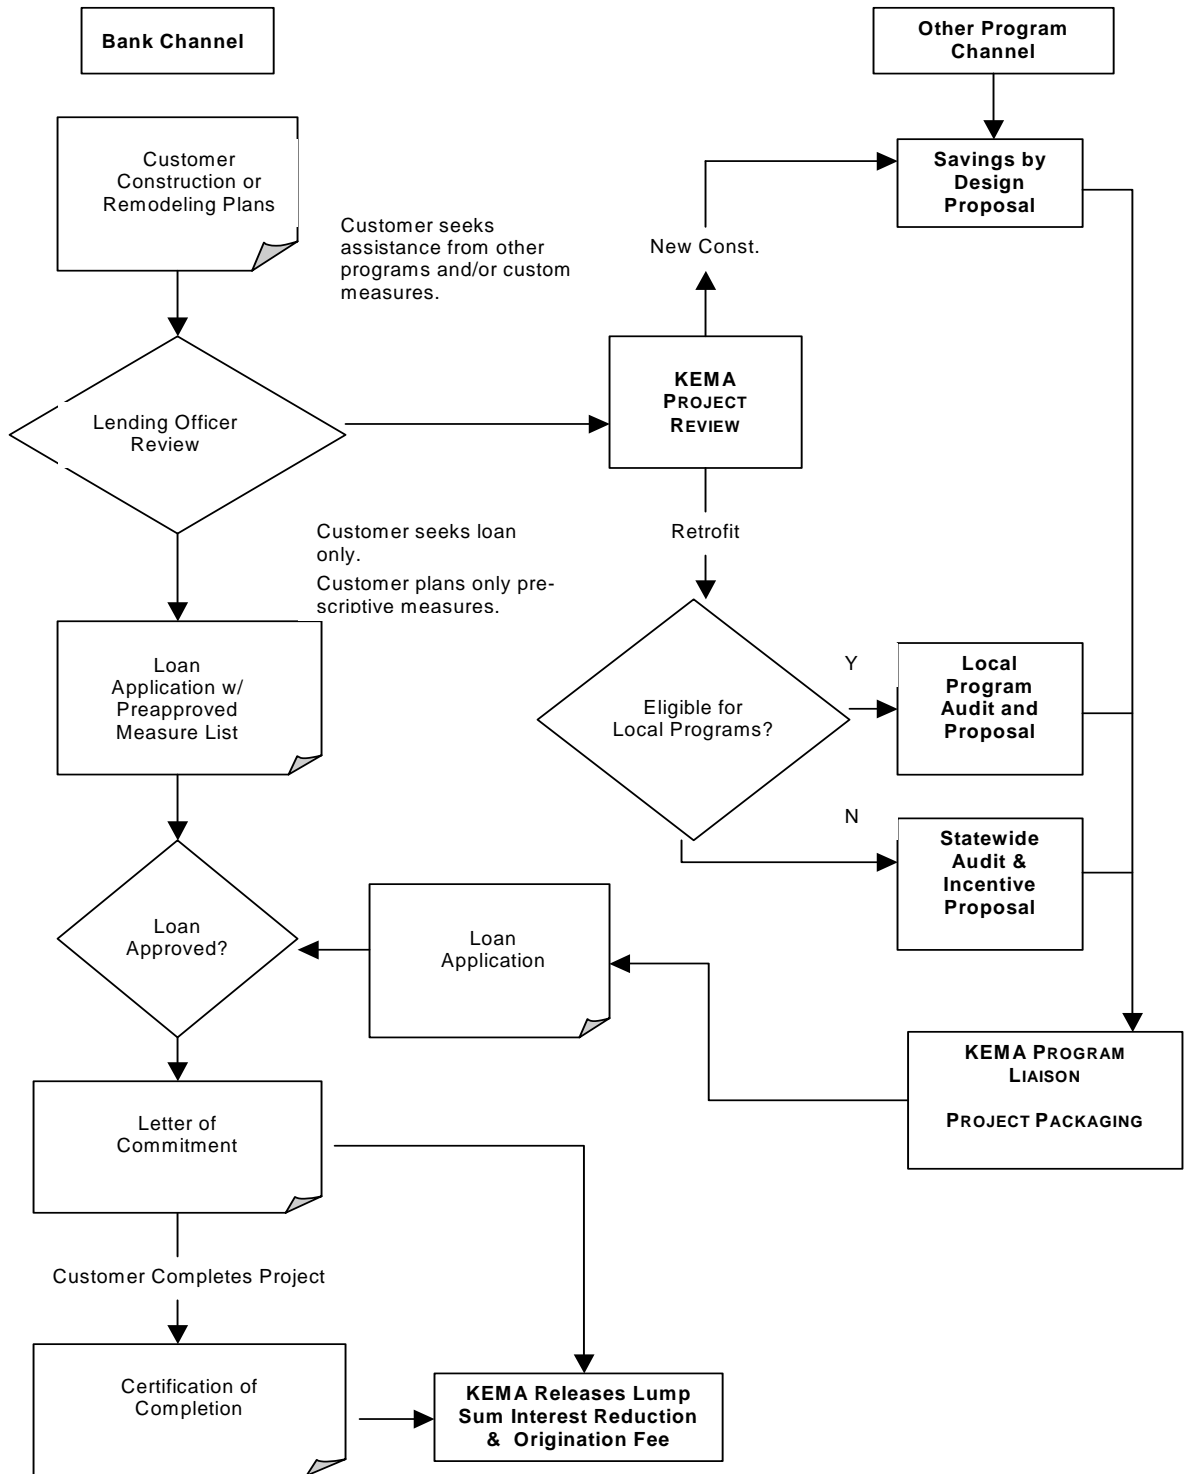 Bank Channel
Other Program
Channel
Customer
Construction or
Remodeling Plans
Savings by
Design
Proposal
Customer seeks
assistance from other
programs and/or custom
measures.
New Const.
KEMA
PROJECT
REVIEW
Lending Officer
Review
Customer seeks loan
only.
Customer plans only pre-
scriptive measures.
Retrofit
Loan
Application w/
Preapproved
Measure List
Eligible for
Local Programs?
Y
Local
Program
Audit and
Proposal
N
Statewide
Audit &
Incentive
Proposal
Loan
Approved?
Loan
Application
KEMA PROGRAM
LIAISON
PROJECT PACKAGING
Letter of
Commitment
Customer Completes Project
Certification of
Completion
KEMA Releases Lump
Sum Interest Reduction
& Origination Fee